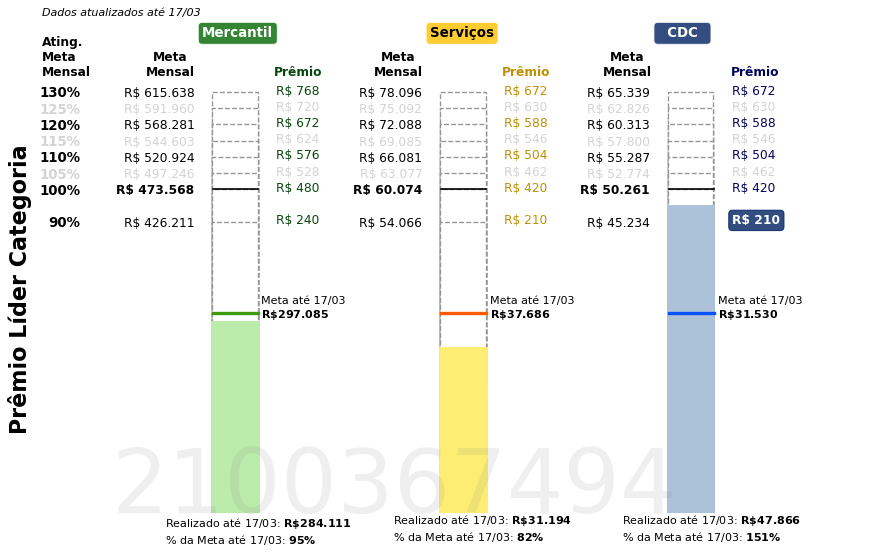 Dados atualizados até 17/03
Mercantil Serviços CDC
Ating. Meta Mensal
Meta Mensal Prêmio Meta Mensal Prêmio Meta Mensal Prêmio
130% R$ 615.638 R$ 768 R$ 78.096 R$ 672 R$ 65.339 R$ 672
125% R$ 591.960 R$ 720 R$ 75.092 R$ 630 R$ 62.826 R$ 630
120% R$ 568.281 R$ 672 R$ 72.088 R$ 588 R$ 60.313 R$ 588
115% R$ 544.603 R$ 624 R$ 69.085 R$ 546 R$ 57.800 R$ 546
110% R$ 520.924 R$ 576 R$ 66.081 R$ 504 R$ 55.287 R$ 504
105% R$ 497.246 R$ 528 R$ 63.077 R$ 462 R$ 52.774 R$ 462
100% R$ 473.568 R$ 480 R$ 60.074 R$ 420 R$ 50.261 R$ 420
90% R$ 426.211 R$ 240 R$ 54.066 R$ 210 R$ 45.234 R$ 210
Prêmio Líder Categoria
Meta até 17/03 Meta até 17/03 Meta até 17/03
R$297.085 R$37.686 R$31.530
2100367494
Realizado até 17/03: R$284.111 Realizado até 17/03: R$31.194 Realizado até 17/03: R$47.866
% da Meta até 17/03: 95% % da Meta até 17/03: 82% % da Meta até 17/03: 151%